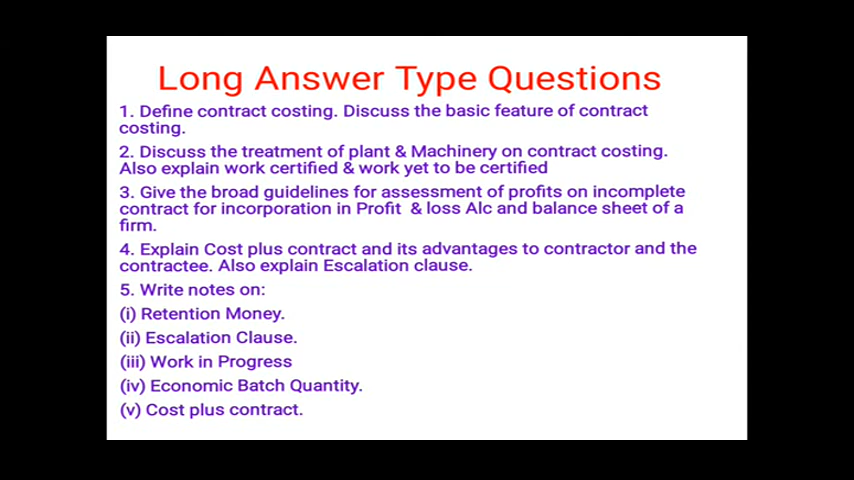 Long Answer Type Questions
1. Define contract costing. Discuss the basic feature of contract
costing.
2. Discuss the treatment of plant & Machinery on contract costing.
Also explain work certified & work yet to be certified
3. Give the broad guidelines for assessment of profits on incomplete
contract for incorporation in Profit & loss Alc and balance sheet of a
firm.
4. Explain Cost plus contract and its advantages to contractor and the
contractee. Also explain Escalation clause.
5. Write notes on:
(i) Retention Money.
(ii) Escalation Clause.
(iii) Work in Progress
(iv) Economic Batch Quantity.
(v) Cost plus contract.